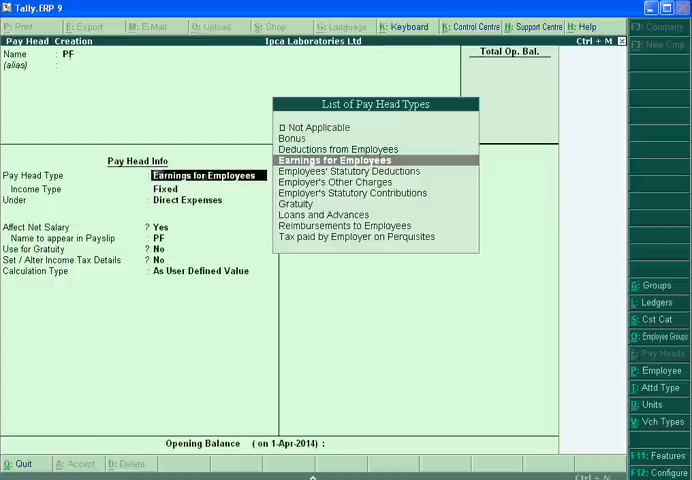 Tally.ERP 9
P: Print
E: Export
M: E-Mail
O: Upload
S: Shop
G: Language
K: Keyboard
K: Control Centre
H: Support Centre
H: Help
F3: Company
F3: New Cmp
Pay Head Creation
Ipca Laboratories Ltd
Ctrl + M
Name : PF
(alias) :
Total Op. Bal.
List of Pay Head Types
Not Applicable
Bonus
Deductions from Employees
Earnings for Employees
Employees' Statutory Deductions
Employer's Other Charges
Employer's Statutory Contributions
Gratuity
Loans and Advances
Reimbursements to Employees
Tax paid by Employer on Perquisites
Pay Head Info
Pay Head Type : Earnings for Employees
Income Type : Fixed
Under : Direct Expenses
Affect Net Salary ? Yes
Name to appear in Payslip : PF
Use for Gratuity ? No
Set / Alter Income Tax Details ? No
Calculation Type : As User Defined Value
G: Groups
L: Ledgers
S: Cst Cat
O: Employee Groups
E: Pay Heads
P: Employee
I: Attd Type
U: Units
V: Vch Types
F11: Features
F12: Configure
Opening Balance ( on 1-Apr-2014) :
Q: Quit
A: Accept
D: Delete
Ctrl + N